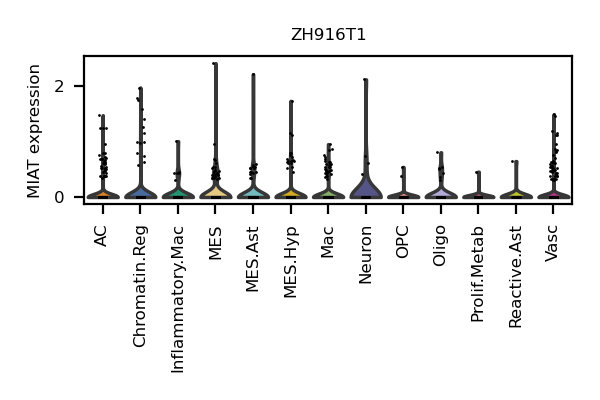 ZH916T1
MIAT expression
2
0
AC
Chromatin.Reg
Inflammatory.Mac
MES
MES.Ast
MES.Hyp
Mac
Neuron
OPC
Oligo
Prolif.Metab
Reactive.Ast
Vasc